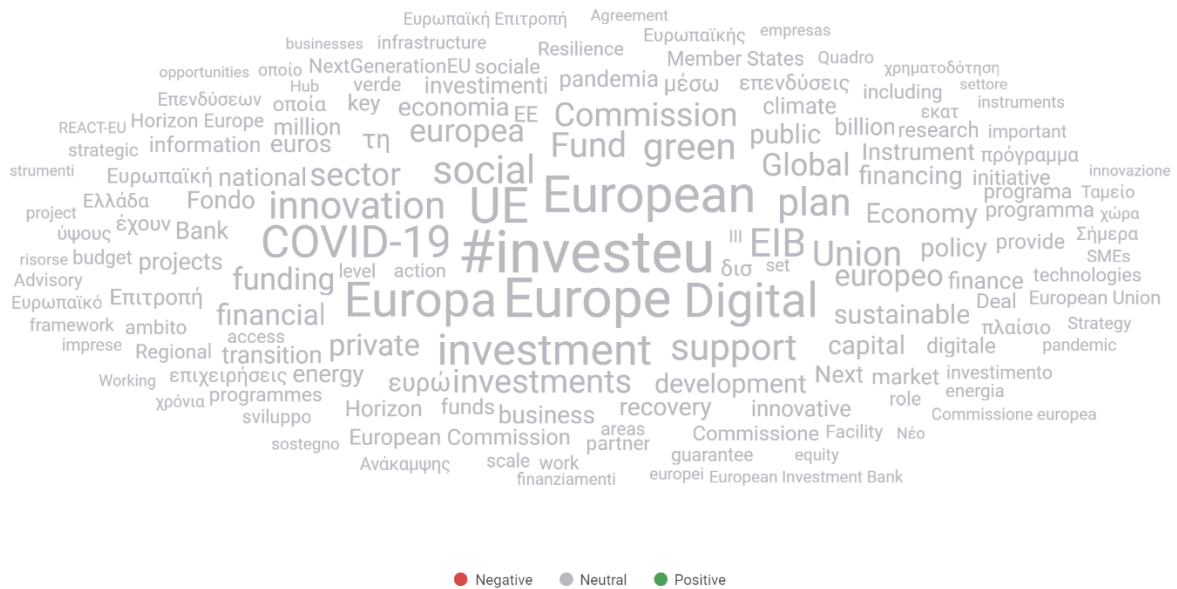 Ευρωπαϊκή Επιτροπή Agreement
businesses infrastructure Resilience Ευρωπαϊκής empresas
opportunities οποίο NextGenerationEU sociale Member States Quadro χρηματοδότηση
Hub verde investimenti pandemia μέσω επενδύσεις including settore
Επενδύσεων οποία key economia EE Commission climate εκατ instruments
REACT-EU Horizon Europe million τη europea Fund green public billion research important
strategic information euros Global Instrument πρόγραμμα
strumenti Ευρωπαϊκή national sector social financing initiative innovazione
Ελλάδα Fondo innovation UE European plan Economy programa Ταμείο
project έχουν Bank programma χώρα
ύψους COVID-19 #investeu III EIB Union policy provide Σήμερα
risorse budget projects level action δισ set SMEs
Advisory funding europeo finance technologies
Ευρωπαϊκό Επιτροπή financial Europa Europe Digital sustainable Deal European Union
framework ambito access πλαίσιο Strategy
imprese Regional transition private investment support capital digitale pandemic
Working επιχειρήσεις energy ευρώ investments development Next market investimento
χρόνια programmes role energia
sviluppo Horizon funds business recovery innovative Commissione europea
sostegno European Commission areas partner Commissione Facility Νέο
Ανάκαμψης scale work guarantee equity
finanziamenti europei European Investment Bank
Negative Neutral Positive